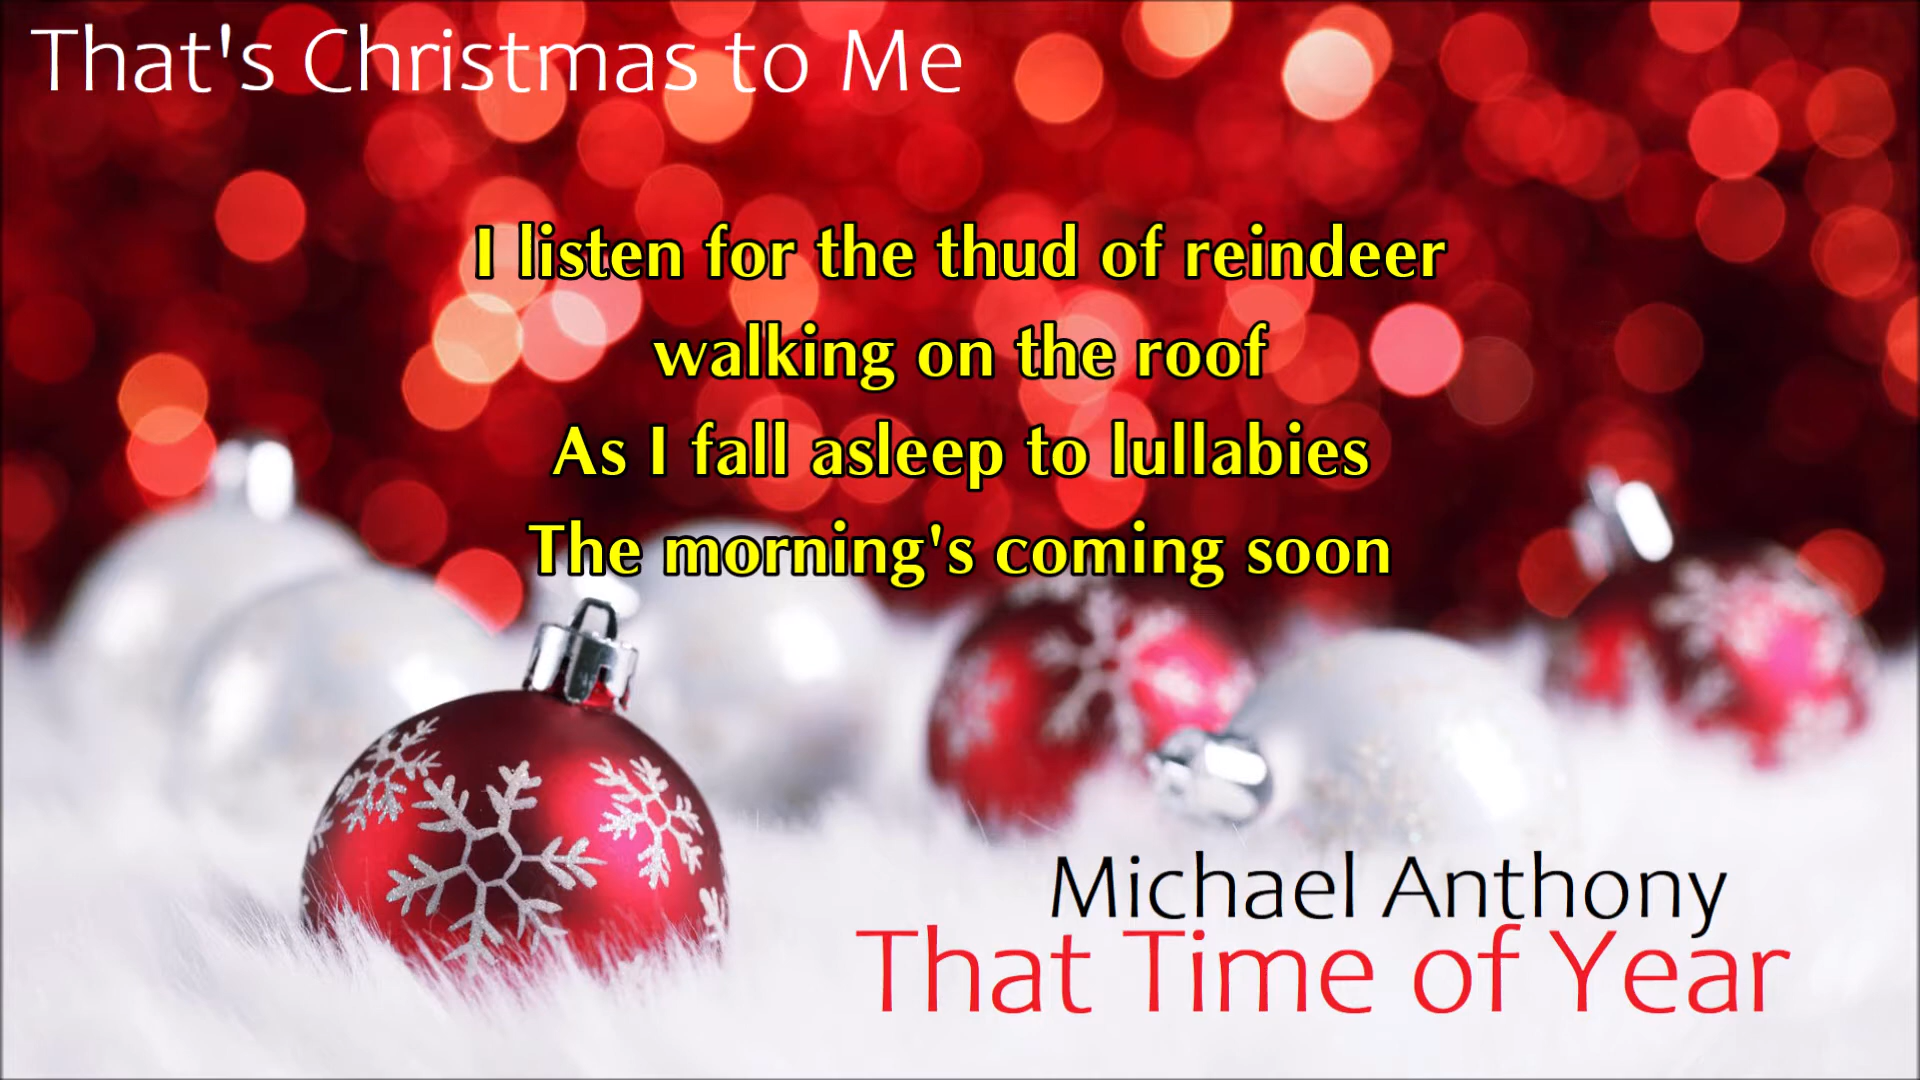 That's Christmas to Me
I listen for the thud of reindeer
walking on the roof
As I fall asleep to lullabies
The morning's coming soon
Michael Anthony
That Time of Year